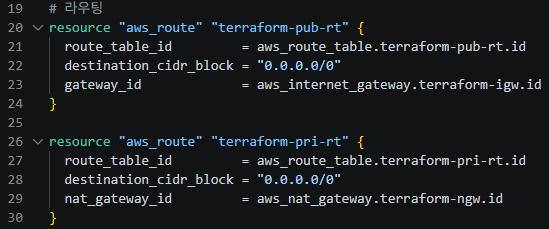 19 # 라우팅
20 resource "aws_route" "terraform-pub-rt" {
21 route_table_id = aws_route_table.terraform-pub-rt.id
22 destination_cidr_block = "0.0.0.0/0"
23 gateway_id = aws_internet_gateway.terraform-igw.id
24 }
25
26 resource "aws_route" "terraform-pri-rt" {
27 route_table_id = aws_route_table.terraform-pri-rt.id
28 destination_cidr_block = "0.0.0.0/0"
29 nat_gateway_id = aws_nat_gateway.terraform-ngw.id
30 }